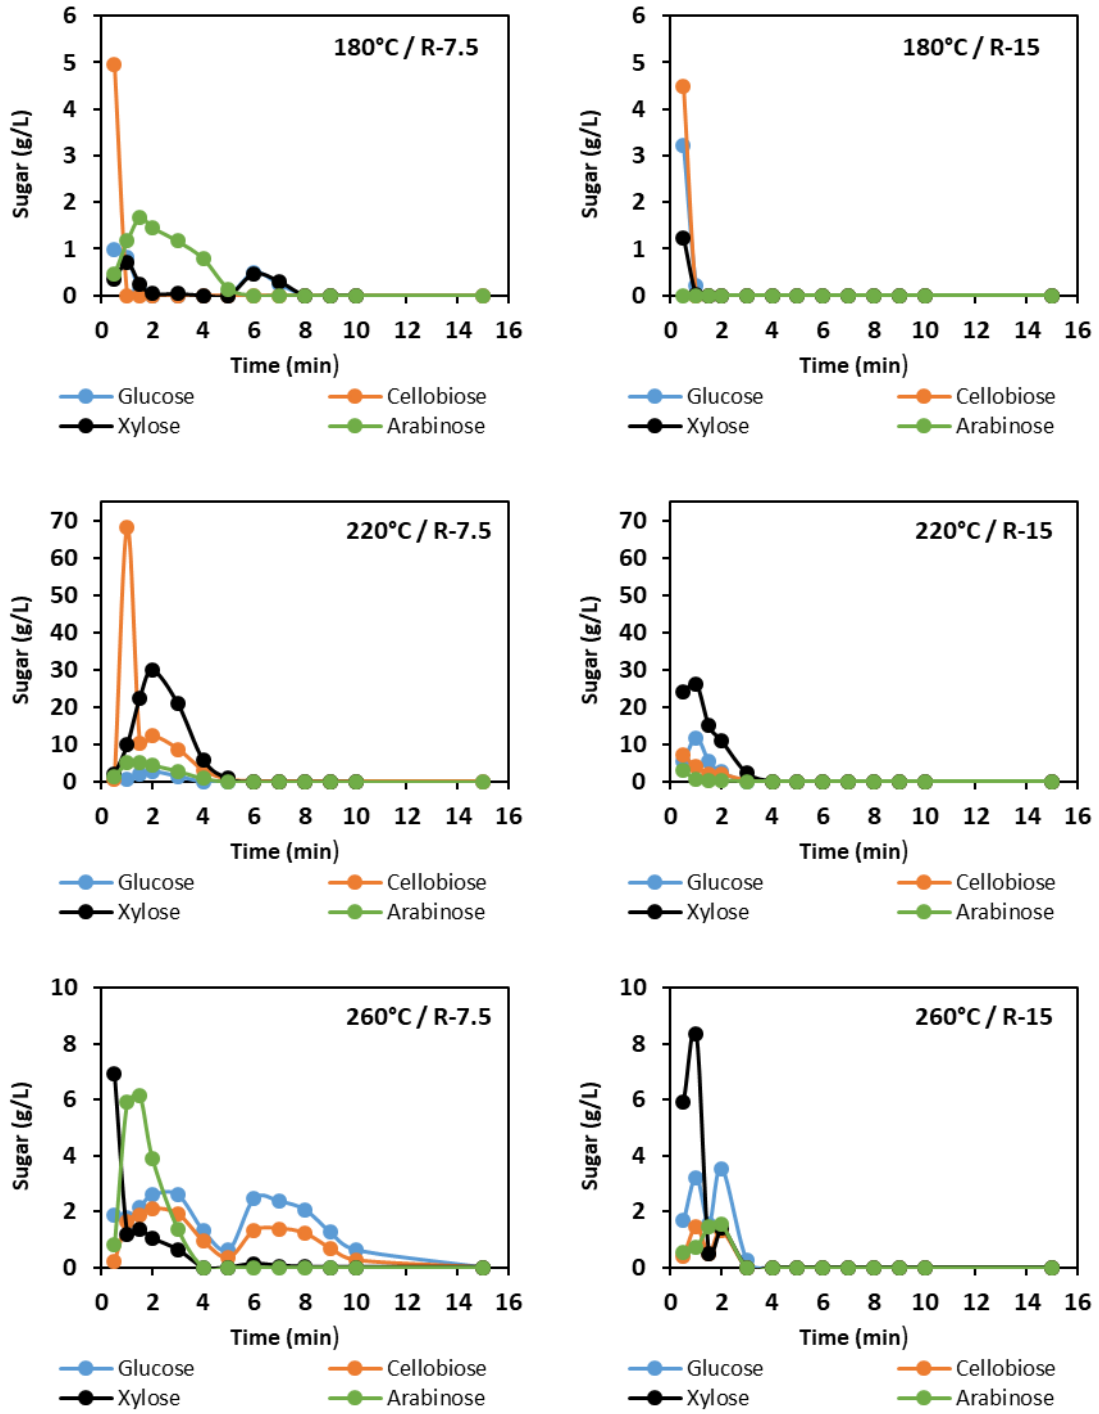 180°C / R-7.5
6
5
4
3
2
1
0
Sugar (g/L)
0 2 4 6 8 10 12 14 16
Time (min)
Glucose Cellobiose
Xylose Arabinose
180°C / R-15
6
5
4
3
2
1
0
Sugar (g/L)
0 2 4 6 8 10 12 14 16
Time (min)
Glucose Cellobiose
Xylose Arabinose
220°C / R-7.5
70
60
50
40
30
20
10
0
Sugar (g/L)
0 2 4 6 8 10 12 14 16
Time (min)
Glucose Cellobiose
Xylose Arabinose
220°C / R-15
70
60
50
40
30
20
10
0
Sugar (g/L)
0 2 4 6 8 10 12 14 16
Time (min)
Glucose Cellobiose
Xylose Arabinose
260°C / R-7.5
10
8
6
4
2
0
Sugar (g/L)
0 2 4 6 8 10 12 14 16
Time (min)
Glucose Cellobiose
Xylose Arabinose
260°C / R-15
10
8
6
4
2
0
Sugar (g/L)
0 2 4 6 8 10 12 14 16
Time (min)
Glucose Cellobiose
Xylose Arabinose